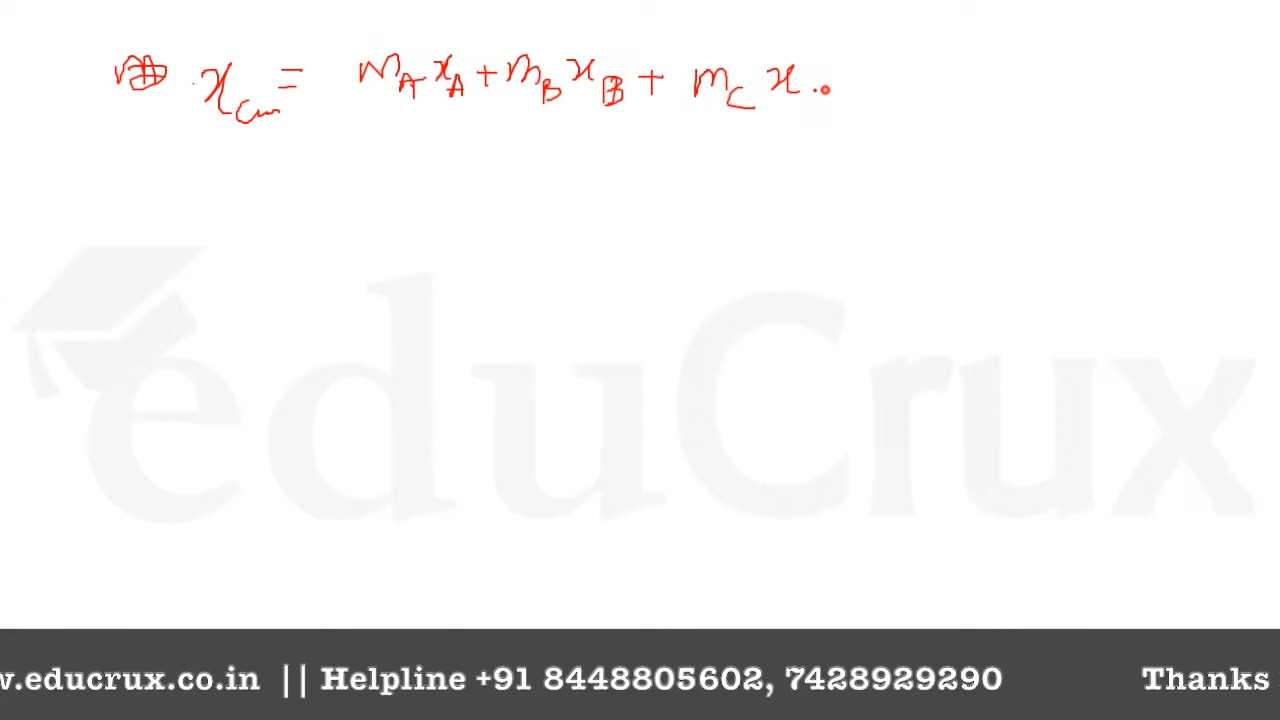 x_cm = m_A x_A + m_B x_B + m_C x
eduCrux
w.educrux.co.in || Helpline +91 8448805602, 7428929290 Thanks